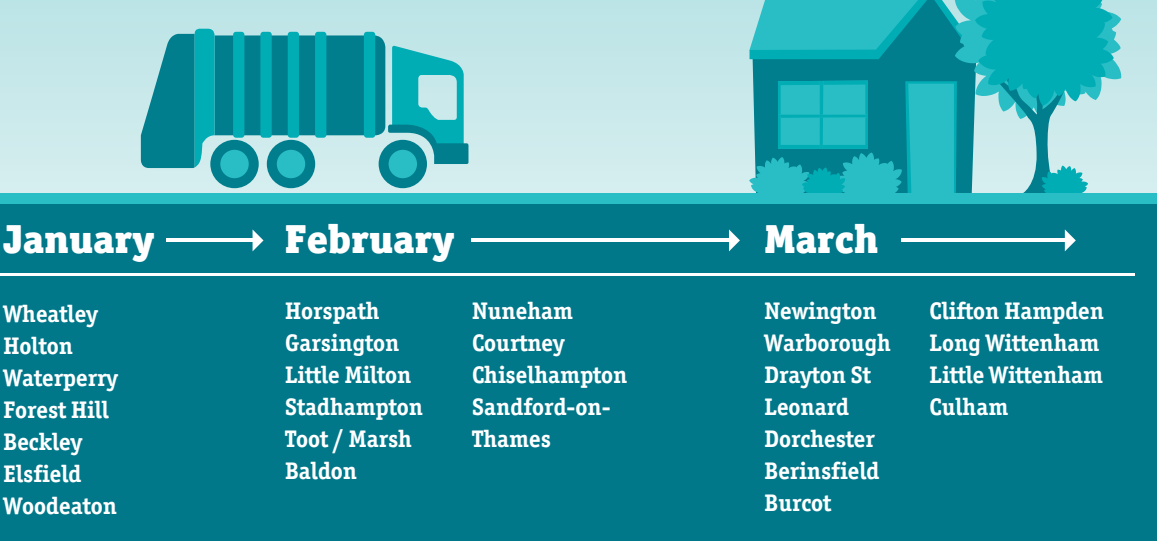 January
Wheatley
Holton
Waterperry
Forest Hill
Beckley
Elsfield
Woodeaton
February
Horspath
Garsington
Little Milton
Stadhampton
Toot / Marsh
Baldon
Nuneham
Courtney
Chiselhampton
Sandford-on-
Thames
March
Newington
Warborough
Drayton St
Leonard
Dorchester
Berinsfield
Burcot
Clifton Hampden
Long Wittenham
Little Wittenham
Culham